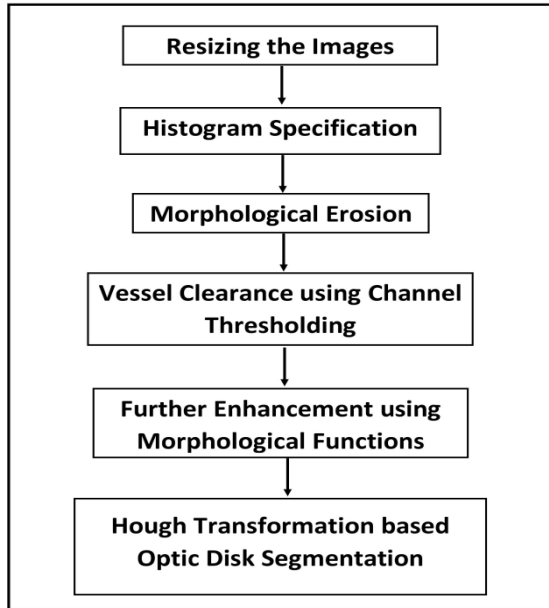 Resizing the Images
Histogram Specification
Morphological Erosion
Vessel Clearance using Channel
Thresholding
Further Enhancement using
Morphological Functions
Hough Transformation based
Optic Disk Segmentation